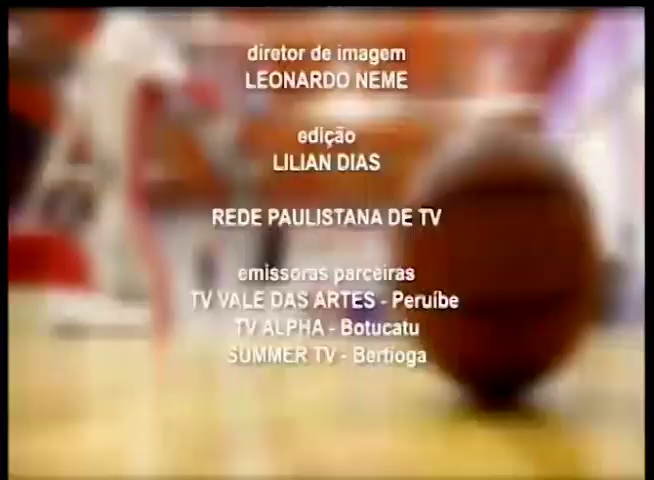 diretor de imagem
LEONARDO NEME
edição
LILIAN DIAS
REDE PAULISTANA DE TV
emissoras parceiras
TV VALE DAS ARTES - Peruíbe
TV ALPHA - Botucatu
SUMMER TV - Bertioga